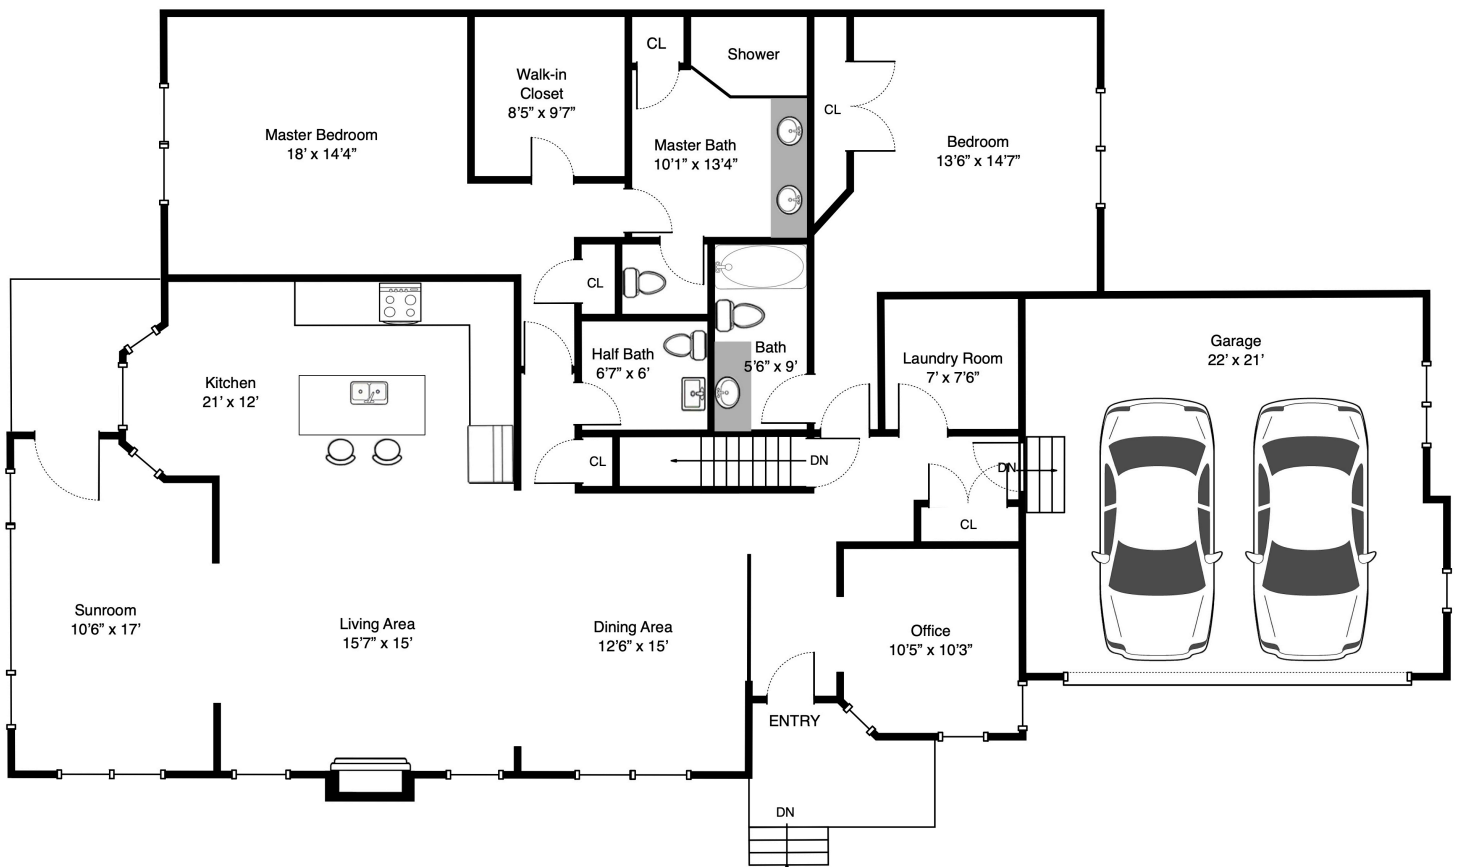 CL
Shower
Walk-in
Closet
8’5” x 9’7”
Master Bedroom
18’ x 14’4”
Master Bath
10’1” x 13’4”
CL
Bedroom
13’6” x 14’7”
CL
Half Bath
6’7” x 6’
Bath
5’6” x 9’
Laundry Room
7’ x 7’6”
Garage
22’ x 21’
Kitchen
21’ x 12’
CL
DN
DN
CL
Sunroom
10’6” x 17’
Living Area
15’7” x 15’
Dining Area
12’6” x 15’
Office
10’5” x 10’3”
ENTRY
DN